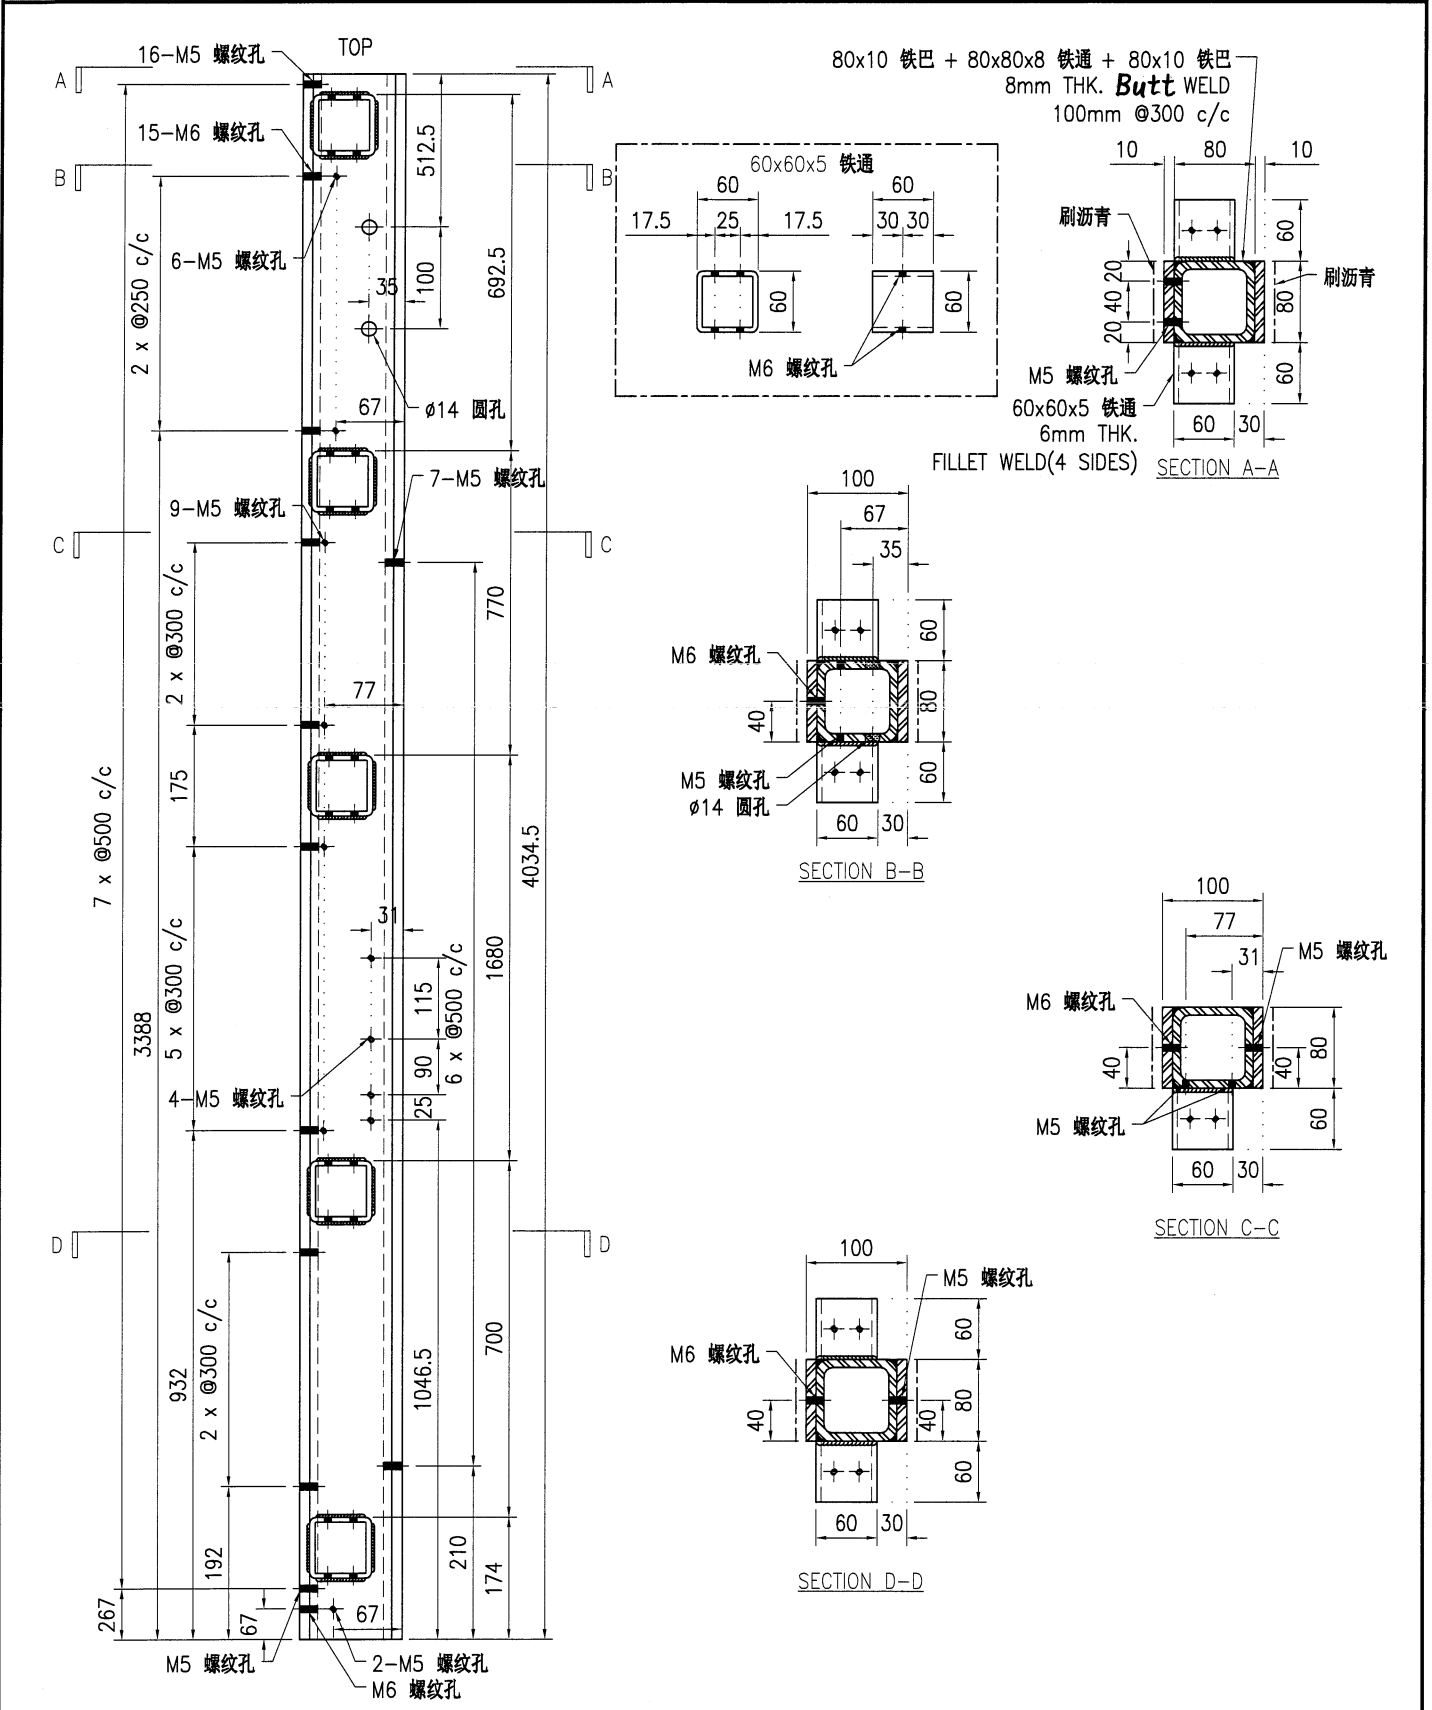 16-M5 螺纹孔
TOP
A
A
15-M6 螺纹孔
B
B
6-M5 螺纹孔
2 x @250 c/c
512.5
100
35
692.5
67
ø14 圆孔
7-M5 螺纹孔
9-M5 螺纹孔
C
C
2 x @300 c/c
770
77
175
7 x @500 c/c
4034.5
31
1680
115
6 x @500 c/c
5 x @300 c/c
3388
90
25
4-M5 螺纹孔
D
D
2 x @300 c/c
932
700
1046.5
192
210
174
267
67
67
M5 螺纹孔
2-M5 螺纹孔
M6 螺纹孔
60x60x5 铁通
60
60
17.5
25
17.5
30
30
60
60
M6 螺纹孔
80x10 铁巴 + 80x80x8 铁通 + 80x10 铁巴
8mm THK. Butt WELD
100mm @300 c/c
10
80
10
刷沥青
60
20
40
20
80
刷沥青
60
M5 螺纹孔
60x60x5 铁通
6mm THK.
FILLET WELD(4 SIDES)
60
30
SECTION A-A
100
67
35
60
M6 螺纹孔
40
80
M5 螺纹孔
ø14 圆孔
60
60
30
SECTION B-B
100
77
31
M5 螺纹孔
M6 螺纹孔
40
40
80
M5 螺纹孔
60
60
30
SECTION C-C
100
M5 螺纹孔
60
M6 螺纹孔
40
40
80
60
60
30
SECTION D-D